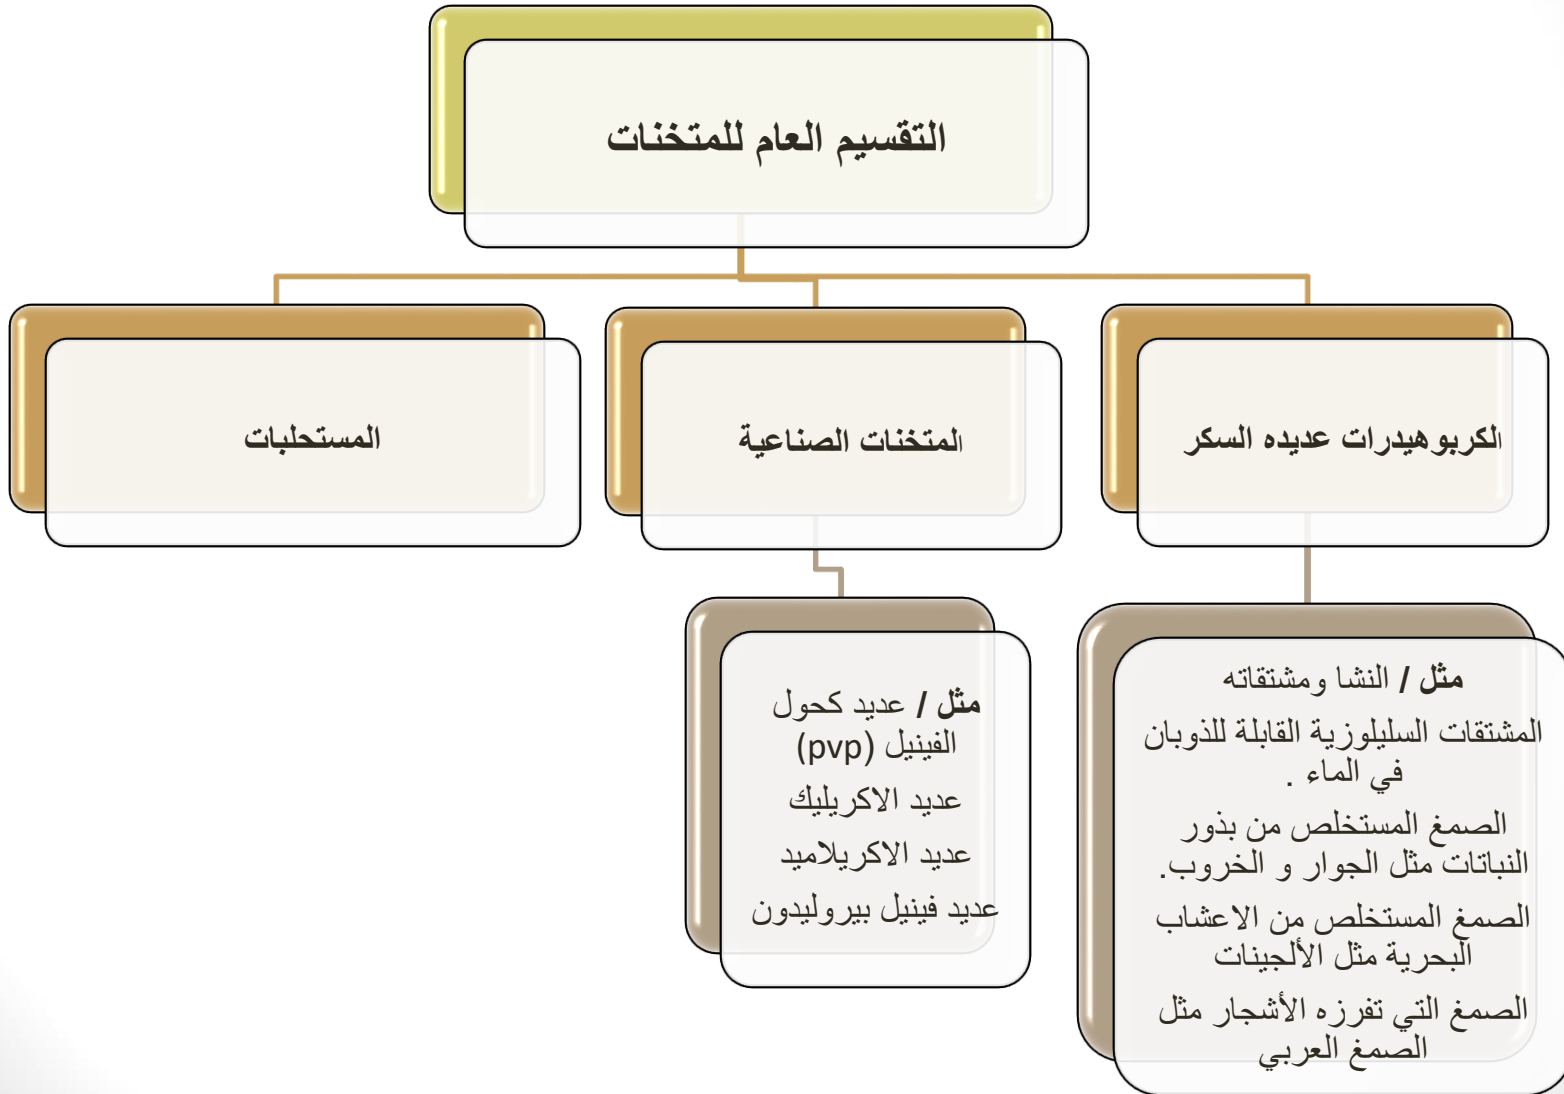 التقسيم العام للمتخنات
الكربوهيدرات عديده السكر
المتخنات الصناعية
المستحلبات
مثل / النشا ومشتقاته
المشتقات السليلوزية القابلة للذوبان
في الماء .
الصمغ المستخلص من بذور
النباتات مثل الجوار و الخروب.
الصمغ المستخلص من الاعشاب
البحرية مثل الألجينات
الصمغ التي تفرزه الأشجار مثل
الصمغ العربي
مثل / عديد كحول
الفينيل (pvp)
عديد الاكريليك
عديد الاكريلاميد
عديد فينيل بيروليدون